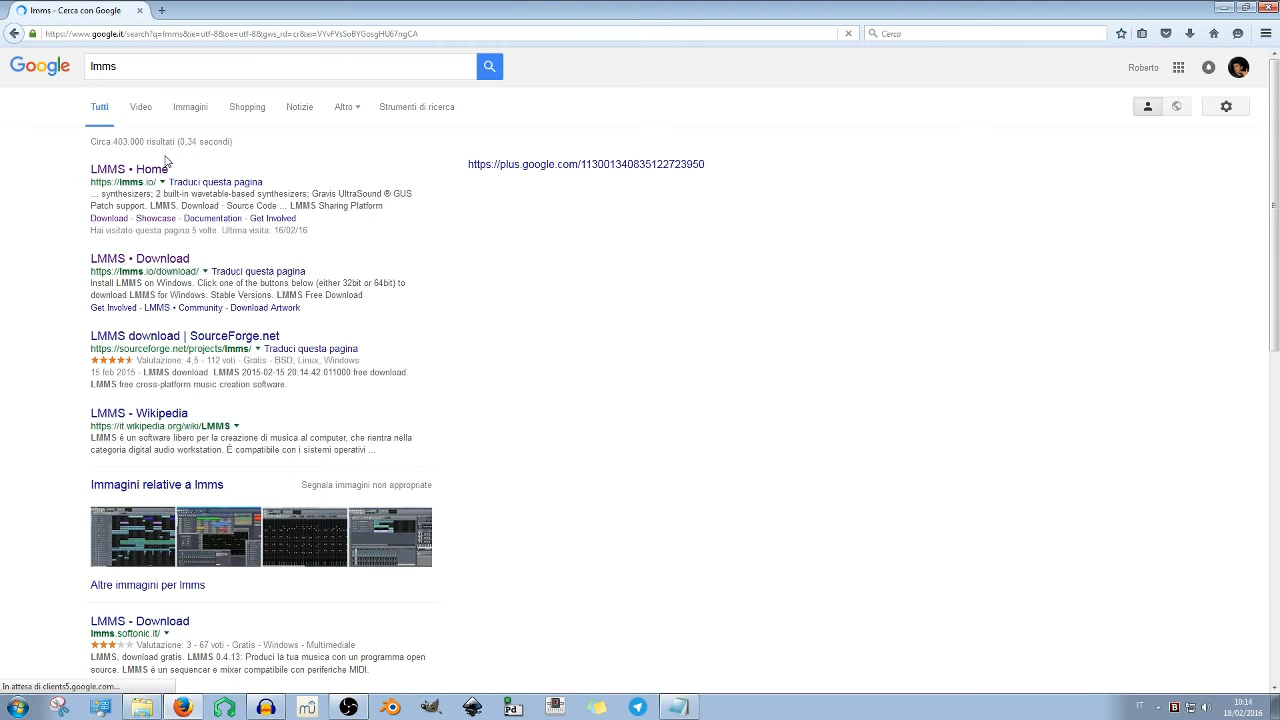 lmms - Cerca con Google
https://www.google.it/search?q=lmms&ie=utf-8&oe=utf-8&gws_rd=cr&ei=
Cerca
Google
lmms
Roberto
Tutti Video Immagini Shopping Notizie Altro Strumenti di ricerca
Circa 403.000 risultati (0,34 secondi)
LMMS • Home
https://lmms.io/ Traduci questa pagina
... synthesizers; 2 built-in wavetable-based synthesizers; Gravis UltraSound ® GUS
Patch support. LMMS. Download · Source Code ... LMMS Sharing Platform
Download - Showcase - Documentation - Get Involved
Hai visitato questa pagina 5 volte. Ultima visita: 16/02/16
https://plus.google.com/113001340835122723950
LMMS • Download
https://lmms.io/download/ Traduci questa pagina
Install LMMS on Windows. Click one of the buttons below (either 32bit or 64bit) to
download LMMS for Windows. Stable Versions. LMMS Free Download
Get Involved - LMMS • Community - Download Artwork
LMMS download | SourceForge.net
https://sourceforge.net/projects/lmms/ Traduci questa pagina
Valutazione: 4,5 - 112 voti - Gratis - BSD, Linux, Windows
15 feb 2015 - LMMS download. LMMS 2015-02-15 20:14:42.011000 free download.
LMMS free cross-platform music creation software.
LMMS - Wikipedia
https://it.wikipedia.org/wiki/LMMS
LMMS è un software libero per la creazione di musica al computer, che rientra nella
categoria digital audio workstation. È compatibile con i sistemi operativi ...
Immagini relative a lmms Segnala immagini non appropriate
Altre immagini per lmms
LMMS - Download
lmms.softonic.it/
Valutazione: 3 - 67 voti - Gratis - Windows - Multimediale
LMMS, download gratis. LMMS 0.4.13: Produci la tua musica con un programma open
source. LMMS è un sequencer e mixer compatibile con periferiche MIDI.
In attesa di clients5.google.com...
Pd
IT
10:14
18/02/2016